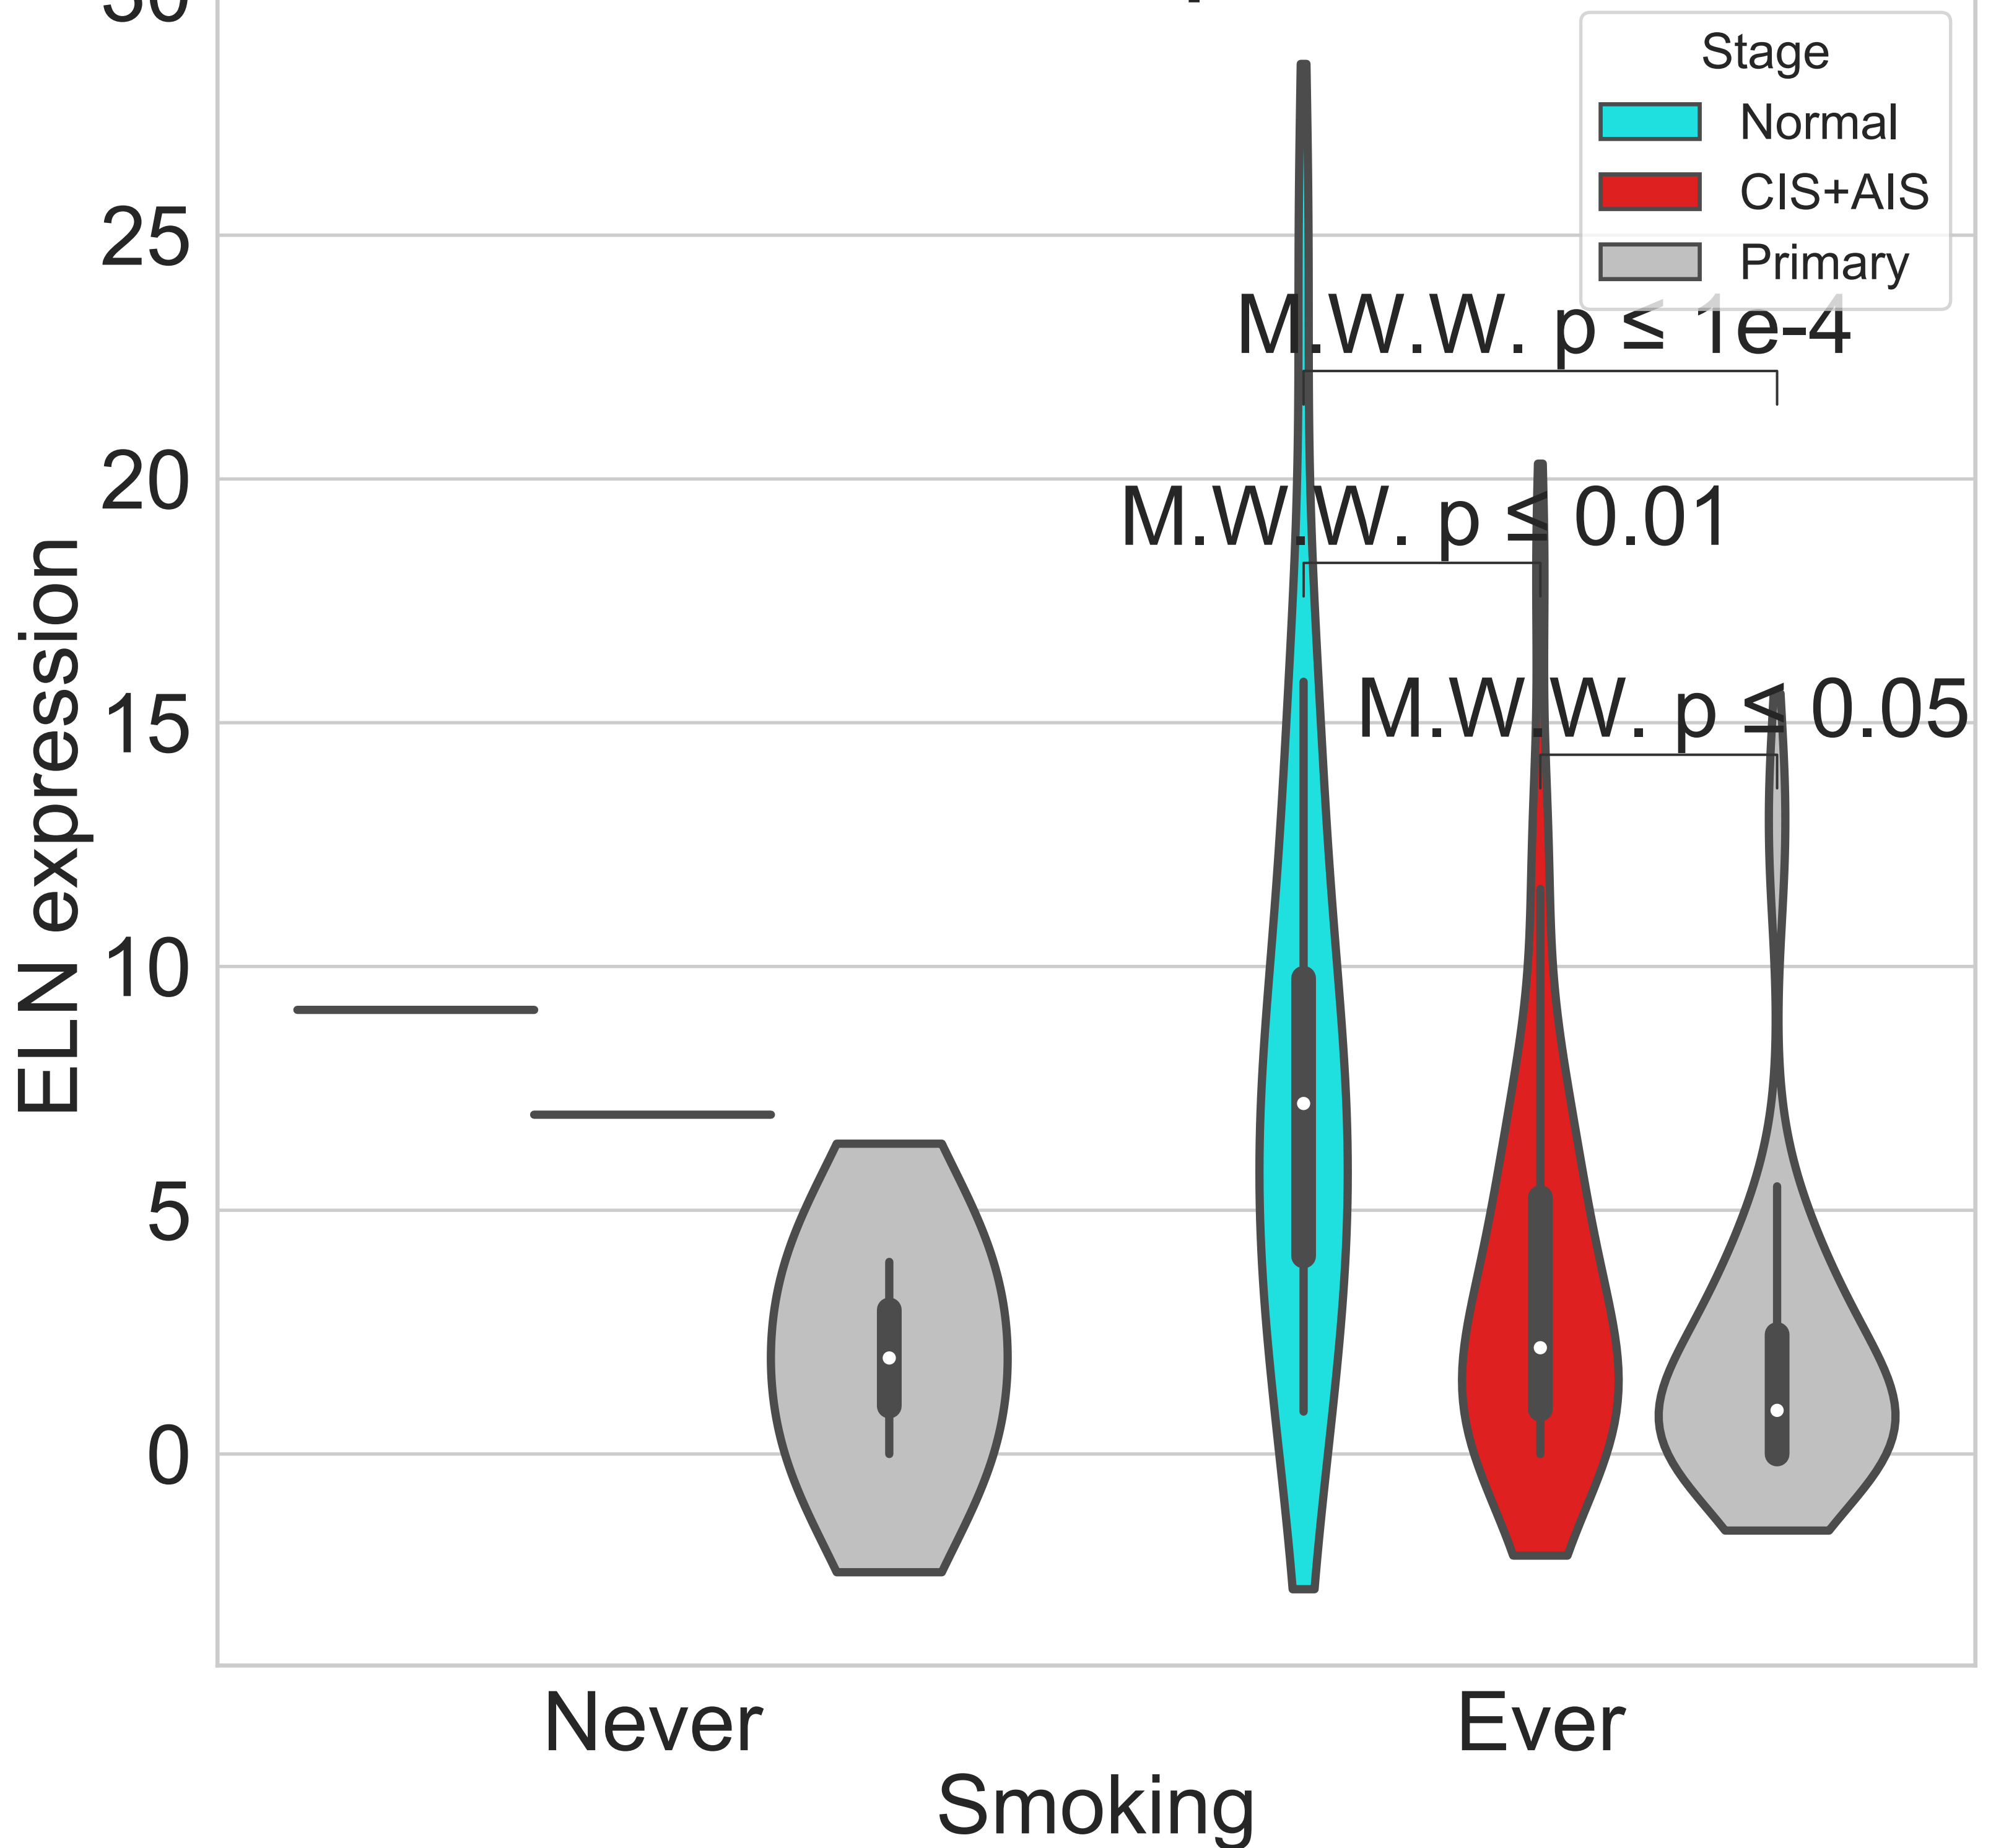 30
Stage
Normal
CIS+AIS
Primary
25
M.W.W. p ≤ 1e-4
20
M.W.W. p ≤ 0.01
15
M.W.W. p ≤ 0.05
ELN expression
10
5
0
Never
Ever
Smoking